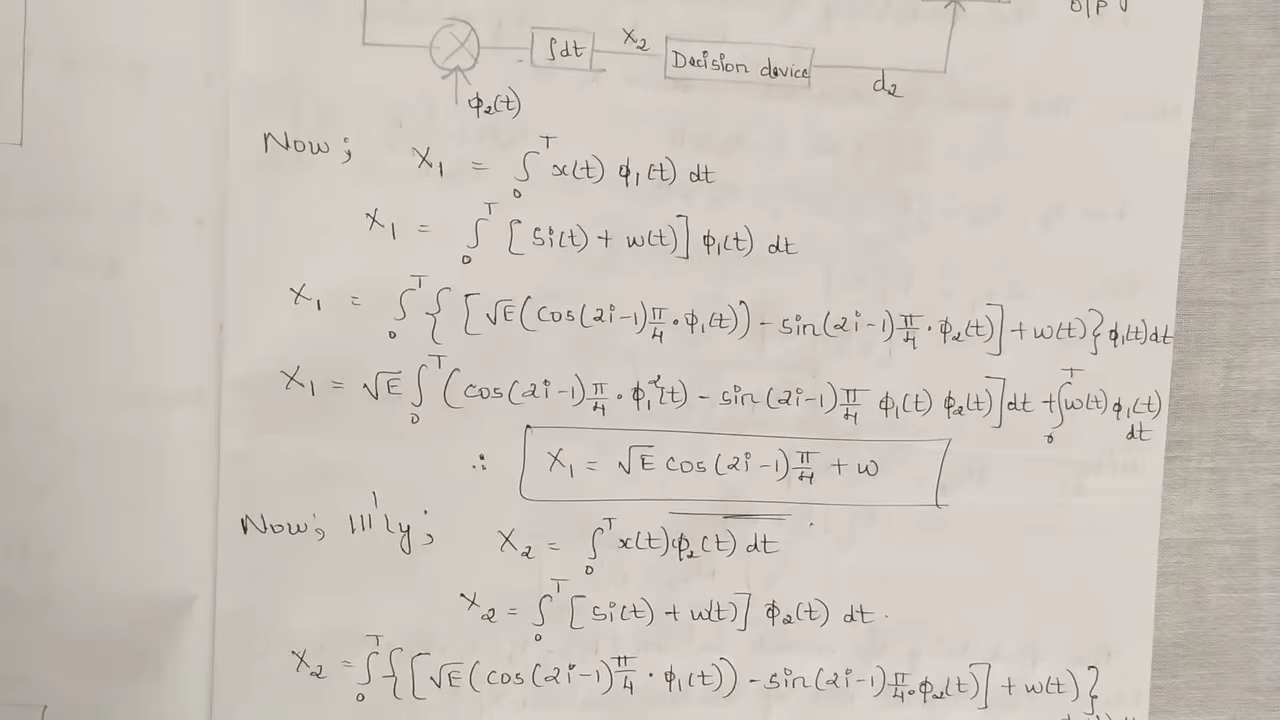 O/P
∫dt X₂ Decision device d₂
ϕ₂(t)
Now; X₁ = ∫₀ᵀ x(t) ϕ₁(t) dt
X₁ = ∫₀ᵀ [Si(t) + w(t)] ϕ₁(t) dt
X₁ = ∫₀ᵀ { [√E(cos(2i-1)π/4 · ϕ₁(t)) - sin(2i-1)π/4 · ϕ₂(t)] + w(t) } ϕ₁(t)dt
X₁ = √E ∫₀ᵀ (cos(2i-1)π/4 · ϕ₁²(t) - sin(2i-1)π/4 ϕ₁(t) ϕ₂(t)]dt + ∫₀ᵀ w(t) ϕ₁(t) dt
∴ X₁ = √E cos(2i-1)π/4 + w
Now; |||'ly; X₂ = ∫₀ᵀ x(t) ϕ₂(t) dt
X₂ = ∫₀ᵀ [Si(t) + w(t)] ϕ₂(t) dt.
X₂ = ∫₀ᵀ { [√E(cos(2i-1)π/4 · ϕ₁(t)) - sin(2i-1)π/4 · ϕ₂(t)] + w(t) }